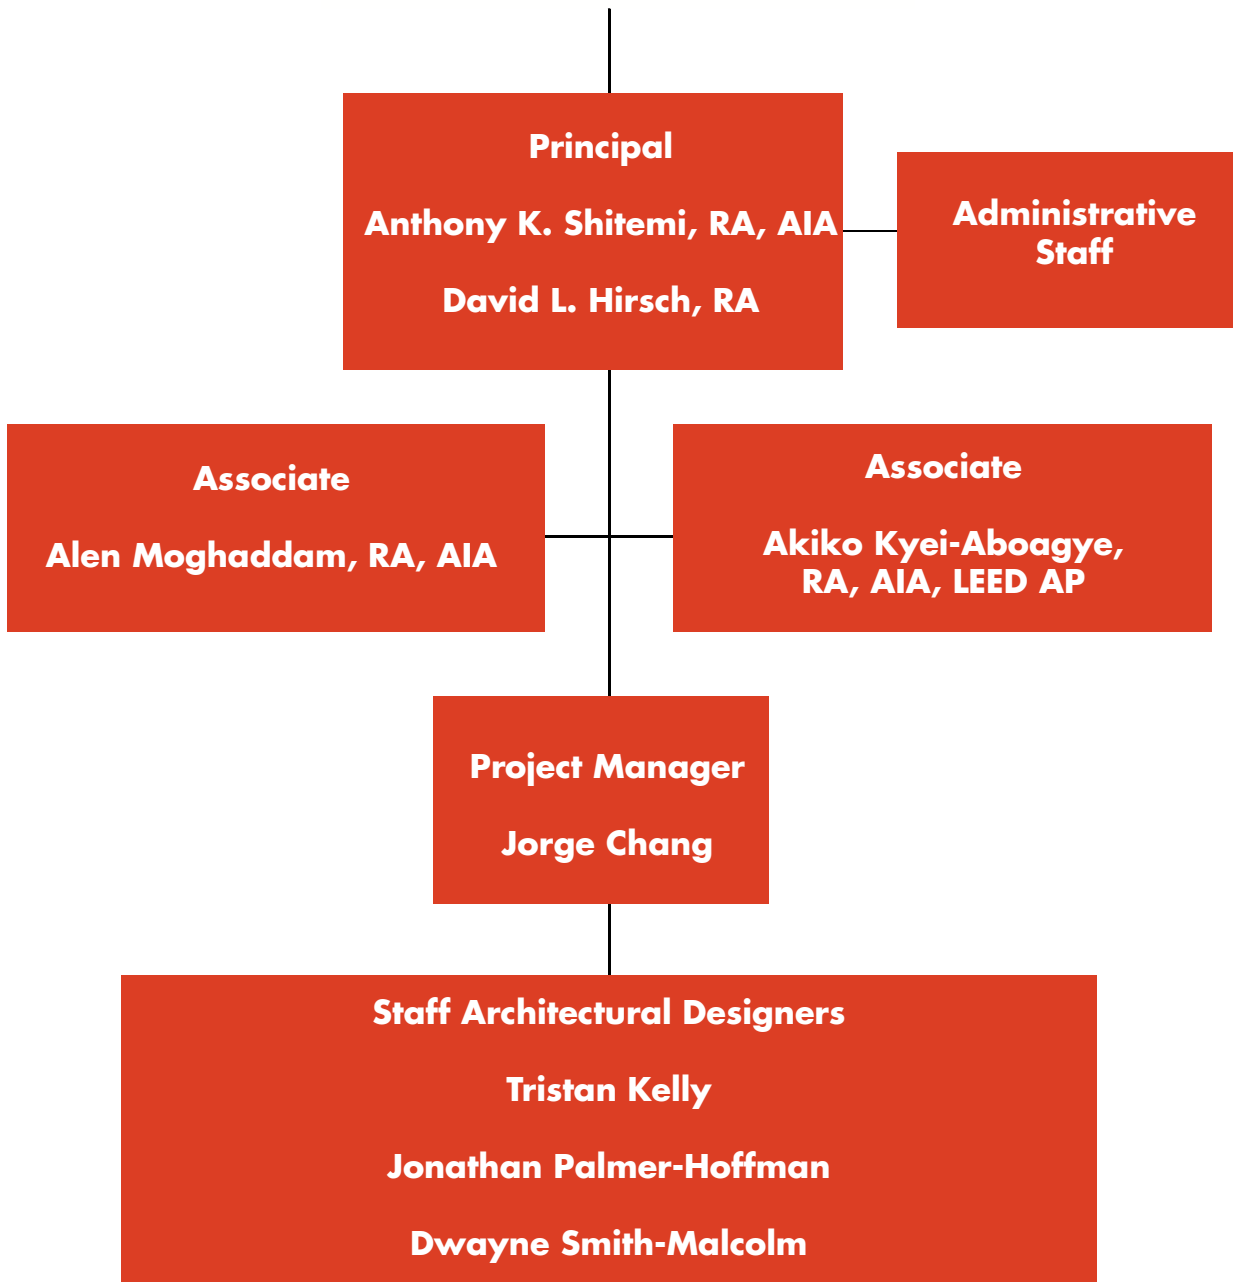 Principal
Anthony K. Shitemi, RA, AIA
David L. Hirsch, RA
Administrative
Staff
Associate
Alen Moghaddam, RA, AIA
Associate
Akiko Kyei-Aboagye,
RA, AIA, LEED AP
Project Manager
Jorge Chang
Staff Architectural Designers
Tristan Kelly
Jonathan Palmer-Hoffman
Dwayne Smith-Malcolm